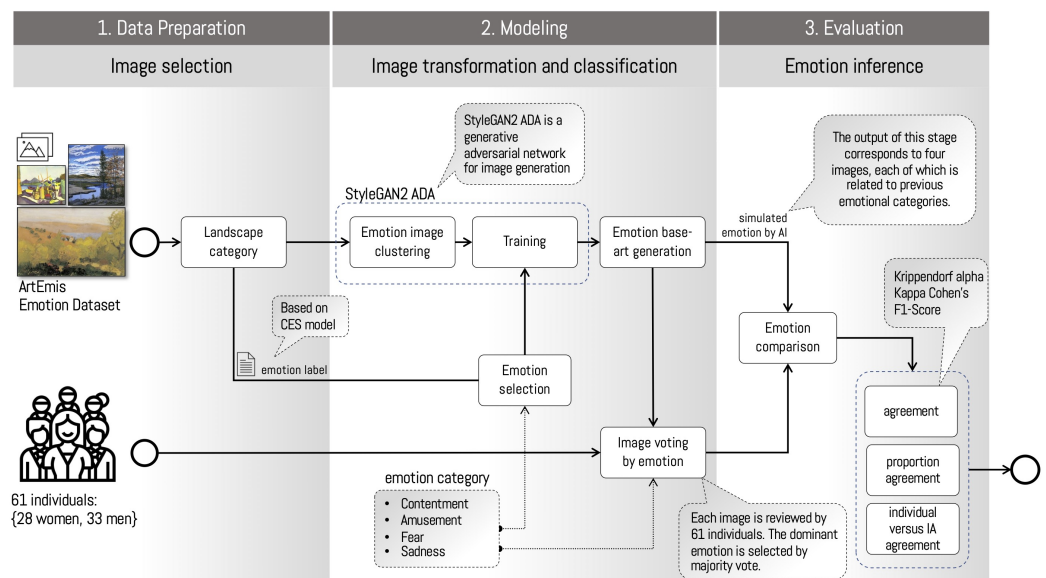 1. Data Preparation
2. Modeling
3. Evaluation
Image selection
Image transformation and classification
Emotion inference
StyleGAN2 ADA is a
generative
adversarial network
for image generation
The output of this stage
corresponds to four
images, each of which is
related to previous
emotional categories.
StyleGAN2 ADA
Landscape
category
Emotion image
clustering
Training
Emotion base-
art generation
simulated
emotion by AI
ArtEmis
Emotion Dataset
Based on
CES model
emotion label
Emotion
selection
Krippendorf alpha
Kappa Cohen's
F1-Score
Emotion
comparison
agreement
proportion
agreement
individual
versus IA
agreement
Image voting
by emotion
61 individuals:
{28 women, 33 men}
emotion category
• Contentment
• Amusement
• Fear
• Sadness
Each image is reviewed by
61 individuals. The dominant
emotion is selected by
majority vote.